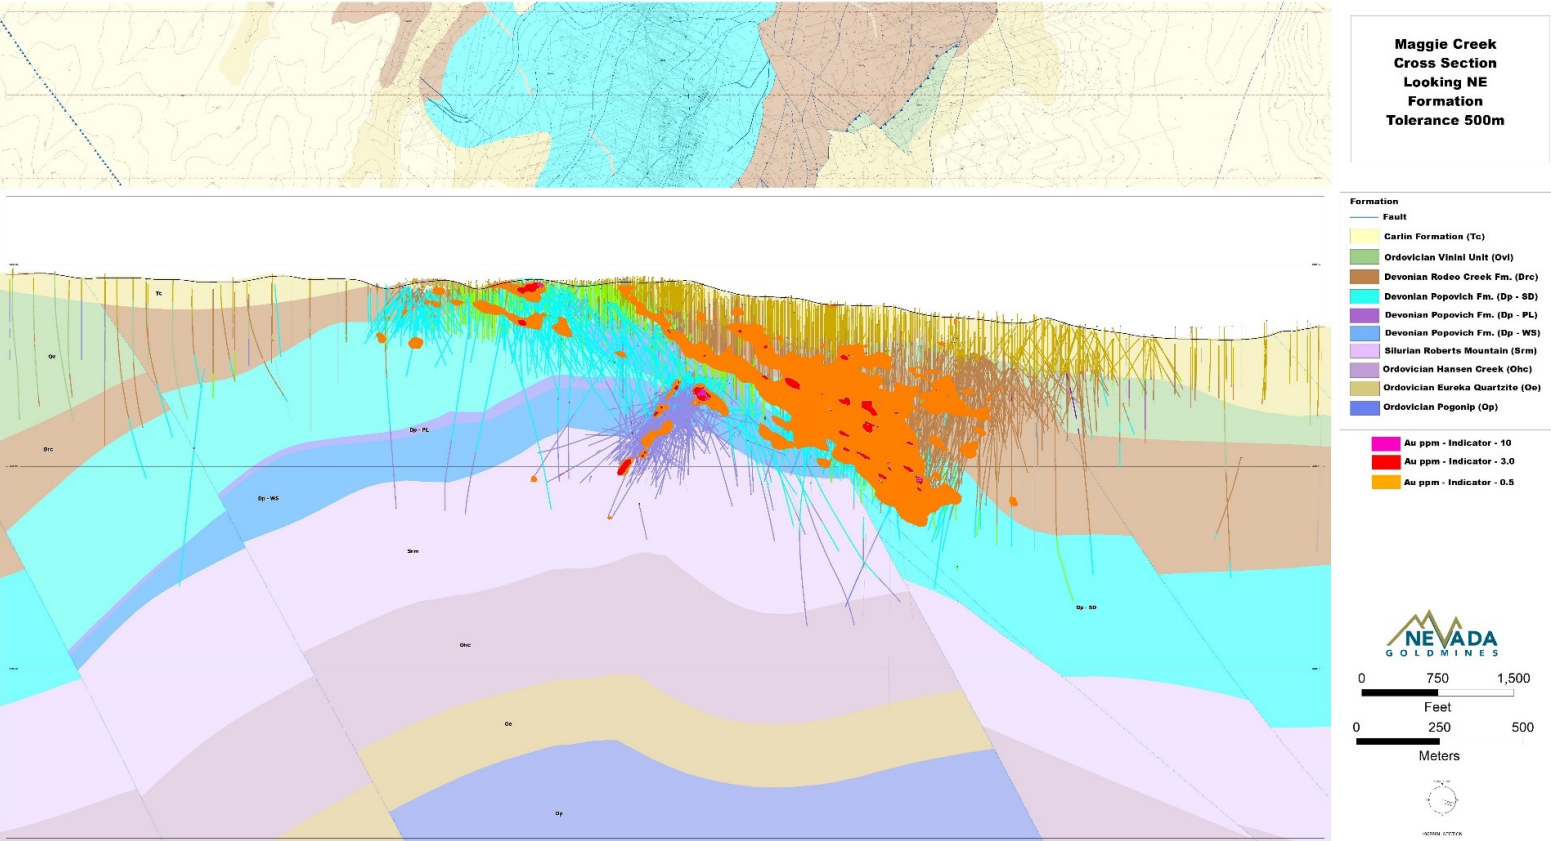 Maggie Creek
Cross Section
Looking NE
Formation
Tolerance 500m
Formation
Fault
Carlin Formation (Tc)
Ordovician Vinini Unit (Ovi)
Devonian Rodeo Creek Fm. (Drc)
Devonian Popovich Fm. (Dp - SD)
Devonian Popovich Fm. (Dp - PL)
Devonian Popovich Fm. (Dp - WS)
Silurian Roberts Mountain (Srm)
Ordovician Hansen Creek (Ohc)
Ordovician Eureka Quartzite (Oe)
Ordovician Pogonip (Op)
Au ppm - Indicator - 10
Au ppm - Indicator - 3.0
Au ppm - Indicator - 0.5
Tc
Drc
Dp - PL
Dp - WS
Srm
Dp - SD
Ohc
Oe
Op
NEVADA
GOLDMINES
0 750 1,500
Feet
0 250 500
Meters